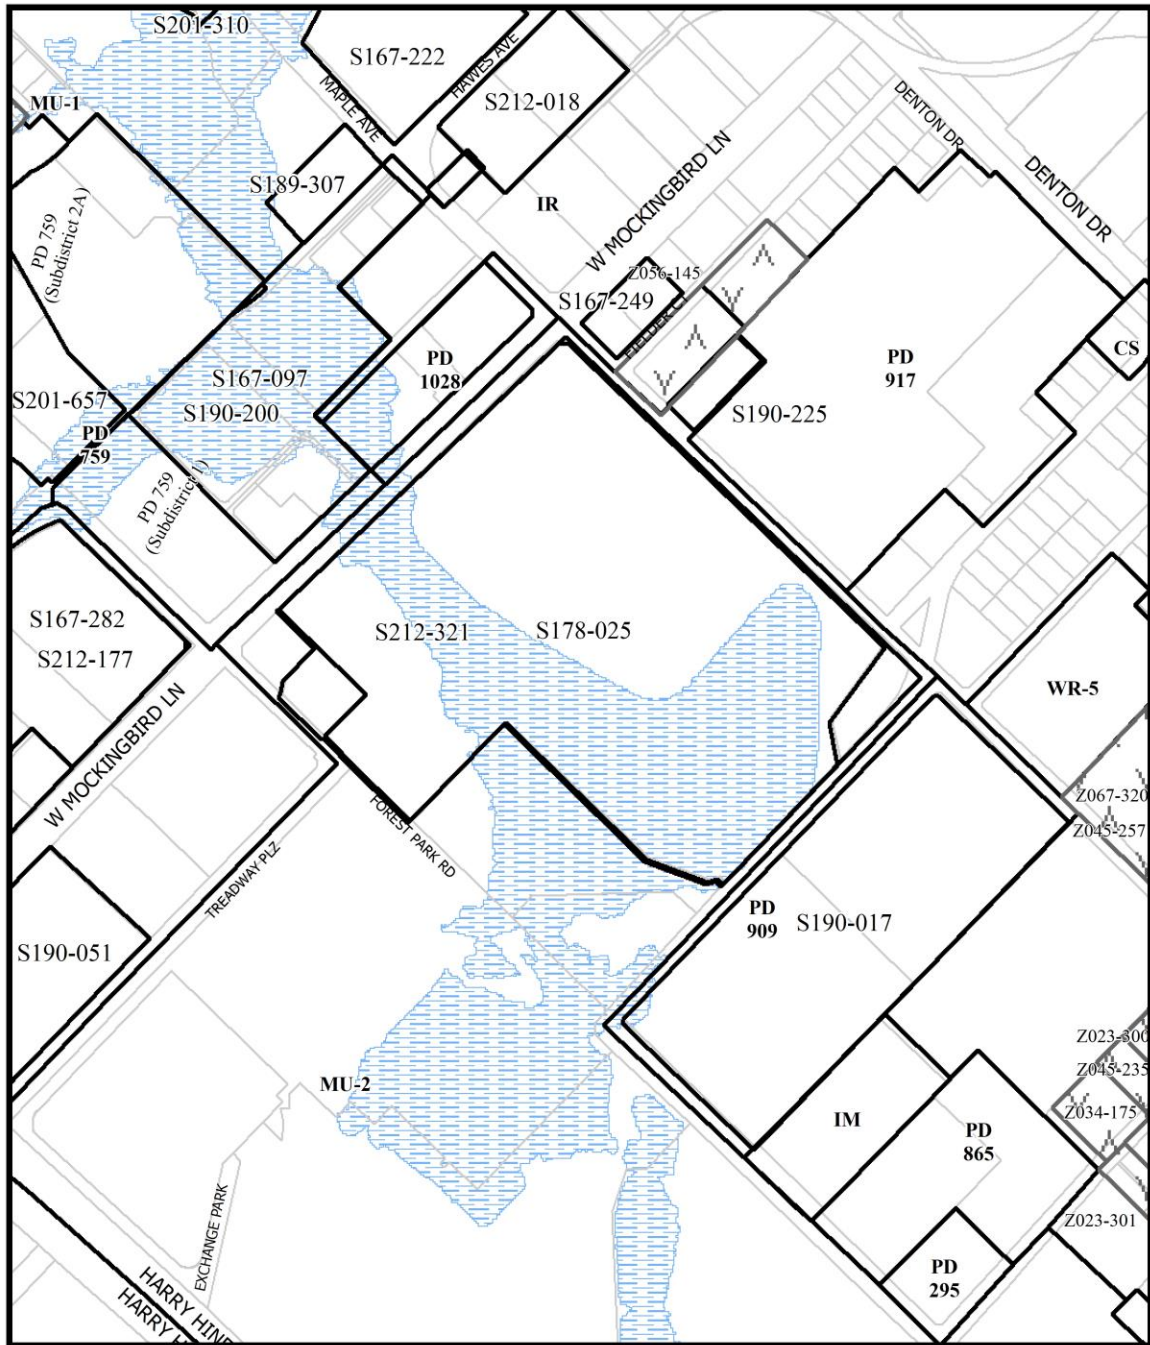 S201-310
S167-222
HAWES AVE
MAPLE AVE
S212-018
MU-1
DENTON DR
DENTON DR
S189-307
IR
W MOCKINGBIRD LN
PD 759
(Subdistrict 2A)
Z056-145
S167-249
FIELDER CT
PD
1028
PD
917
CS
S167-097
S201-657
S190-200
S190-225
PD
759
PD 759
(Subdistrict 1)
S167-282
S212-177
S212-321
S178-025
WR-5
W MOCKINGBIRD LN
FOREST PARK RD
Z067-320
Z045-257
TREADWAY PLZ
S190-051
PD
909
S190-017
Z023-300
Z045-235
MU-2
Z034-175
IM
PD
865
EXCHANGE PARK
Z023-301
PD
295
HARRY HINE
HARRY H